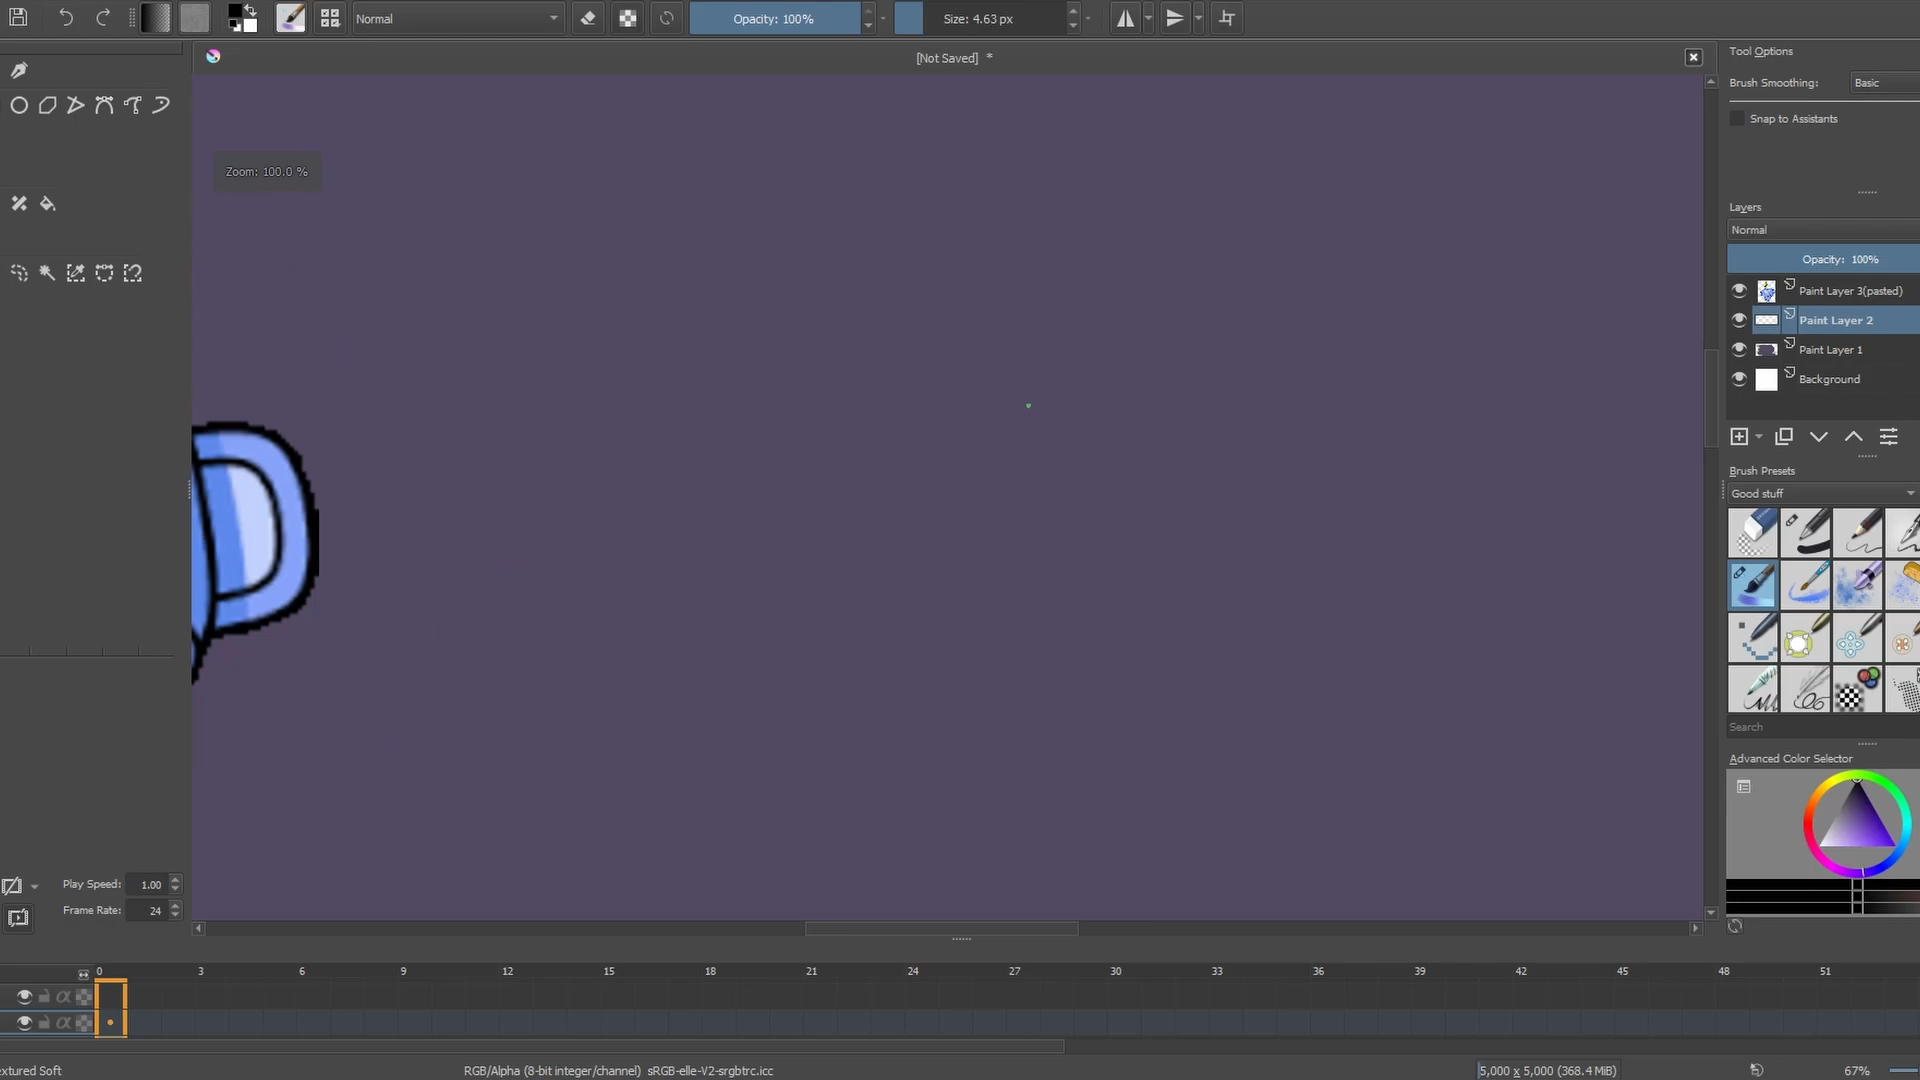 Normal
Opacity: 100%
Size: 4.63 px
[Not Saved] *
Tool Options
Brush Smoothing:
Basic
Snap to Assistants
Zoom: 100.0 %
Layers
Normal
Opacity: 100%
Paint Layer 3(pasted)
Paint Layer 2
Paint Layer 1
Background
Brush Presets
Good stuff
Search
Advanced Color Selector
Play Speed: 1.00
Frame Rate: 24
0 3 6 9 12 15 18 21 24 27 30 33 36 39 42 45 48 51
extured Soft
RGB/Alpha (8-bit integer/channel) sRGB-elle-V2-srgbtrc.icc
5,000 x 5,000 (368.4 MiB)
67%